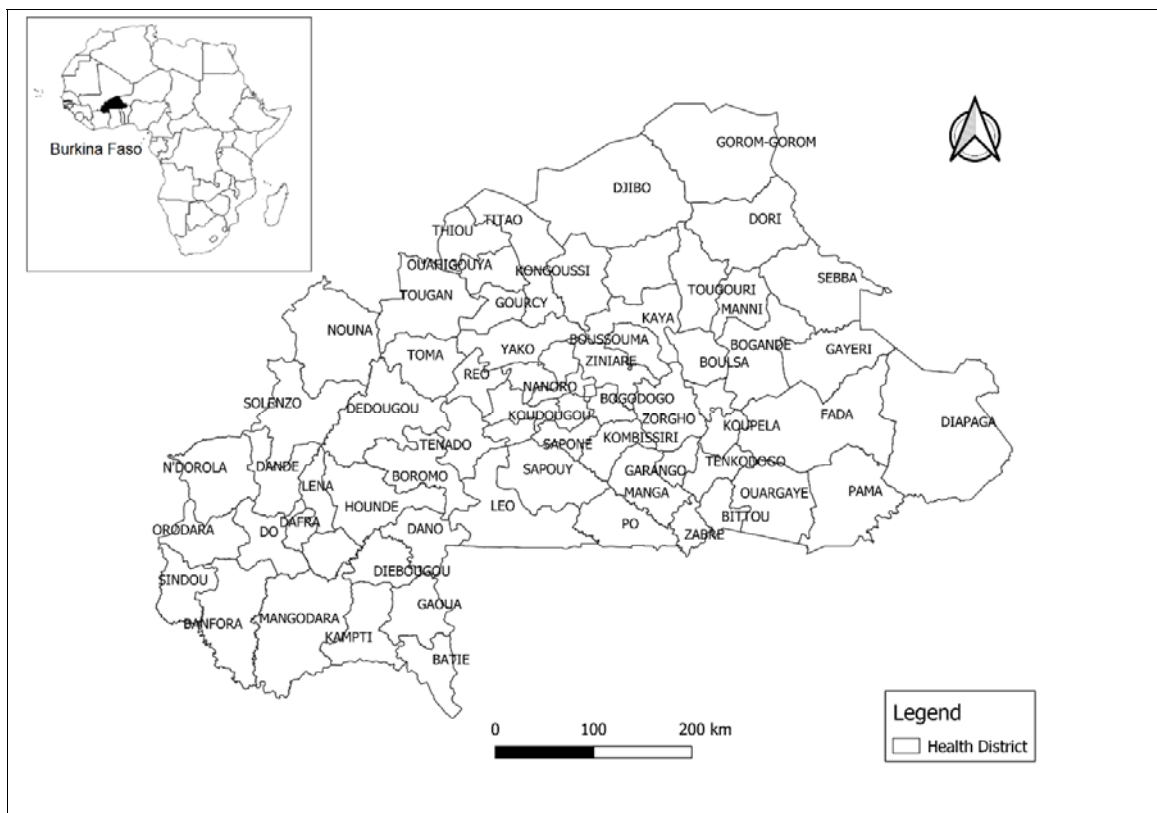 Burkina Faso
GOROM-GOROM
DJIBO
DORI
TITAO
THIOU
OUAHIGOUYA
KONGOUSSI
SEBBA
TOUGAN
TOUGOURI
GOURCY
MANNI
KAYA
NOUNA
BOUSSOUMA
BOGANDE
YAKO
GAYERI
TOMA
ZINIARE
BOULSA
REO
NANORO
BOGODOGO
SOLENZO
DEDOUGOU
KOUDOUGOU
ZORGHO
FADA
KOUPELA
DIAPAGA
KOMBISSIRI
TENADO
SAPONE
TENKODOGO
N'DOROLA
DANDE
SAPOUY
GARANGO
BOROMO
LENA
MANGA
OUARGAYE
PAMA
HOUNDE
LEO
BITTOU
DAFRA
PO
ORODARA
DO
DANO
ZABRE
DIEBOUGOU
SINDOU
GAOUA
MANGODARA
BANFORA
KAMPTI
BATIE
Legend
Health District
0 100 200 km